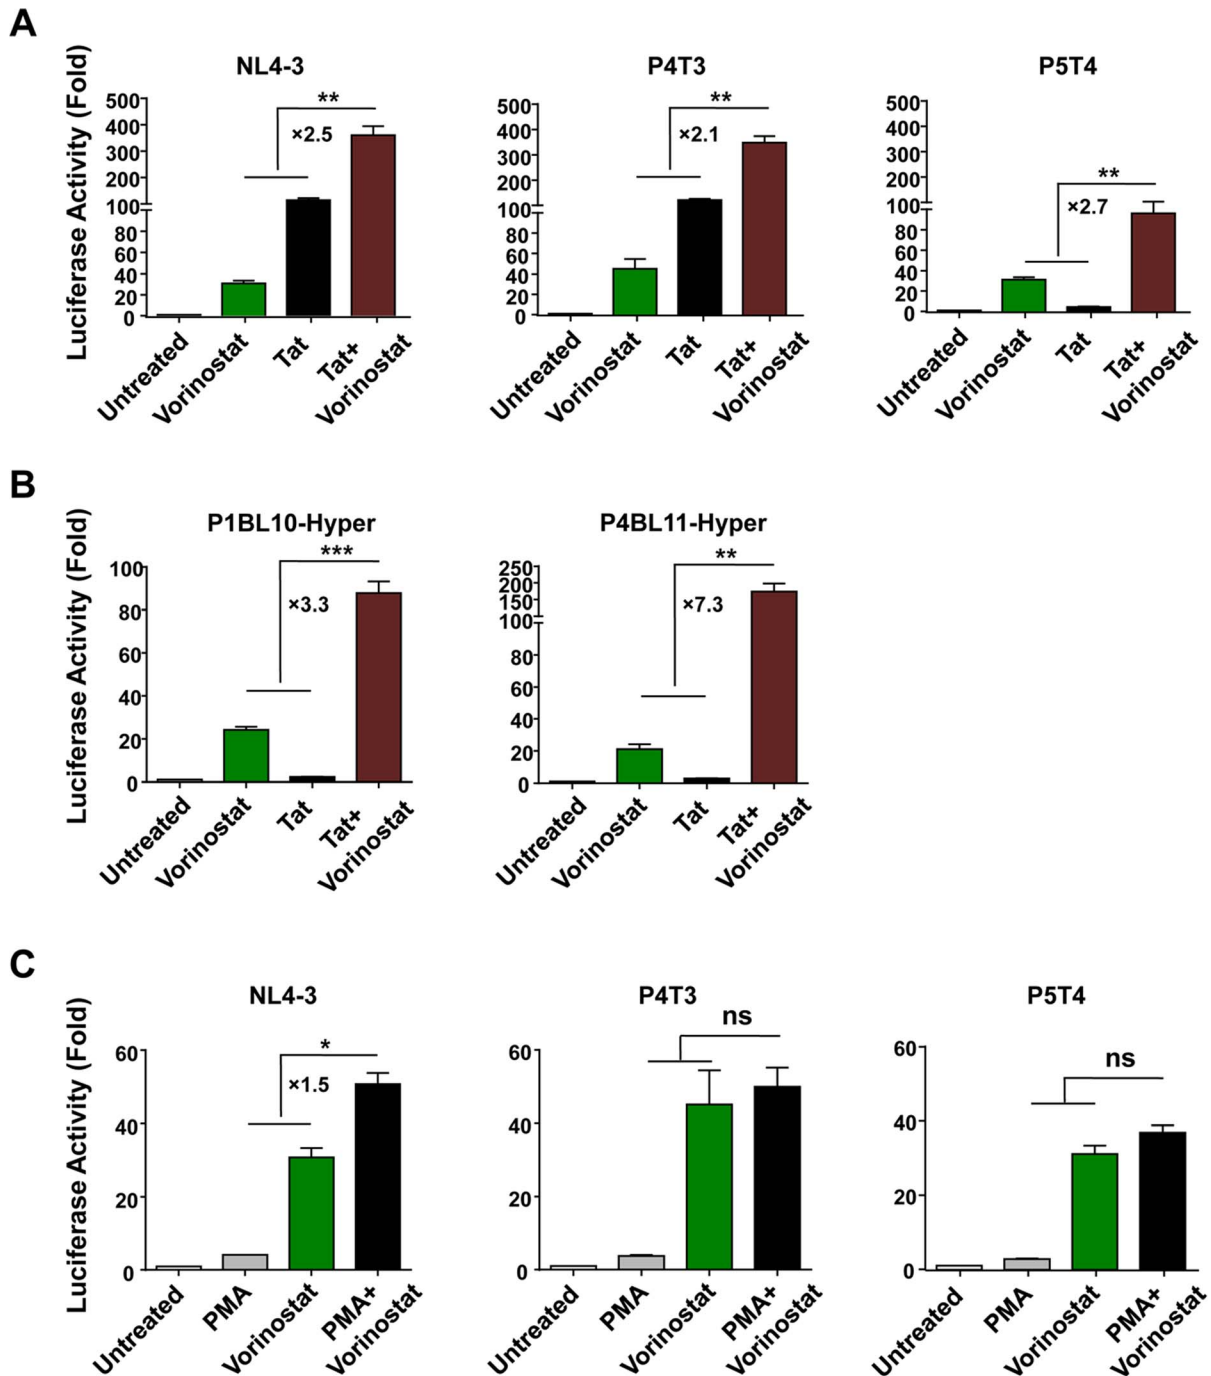 A
NL4-3
P4T3
P5T4
Luciferase Activity (Fold)
500
400
300
200
100
80
60
40
20
0
**
×2.5
Untreated
Vorinostat
Tat
Tat+
Vorinostat
500
400
300
200
100
80
60
40
20
0
**
×2.1
Untreated
Vorinostat
Tat
Tat+
Vorinostat
500
400
300
200
100
80
60
40
20
0
**
×2.7
Untreated
Vorinostat
Tat
Tat+
Vorinostat
B
P1BL10-Hyper
P4BL11-Hyper
Luciferase Activity (Fold)
100
80
60
40
20
0
***
×3.3
Untreated
Vorinostat
Tat
Tat+
Vorinostat
250
200
150
100
80
60
40
20
0
**
×7.3
Untreated
Vorinostat
Tat
Tat+
Vorinostat
C
NL4-3
P4T3
P5T4
Luciferase Activity (Fold)
60
40
20
0
*
×1.5
Untreated
PMA
Vorinostat
PMA+
Vorinostat
60
40
20
0
ns
Untreated
PMA
Vorinostat
PMA+
Vorinostat
60
40
20
0
ns
Untreated
PMA
Vorinostat
PMA+
Vorinostat